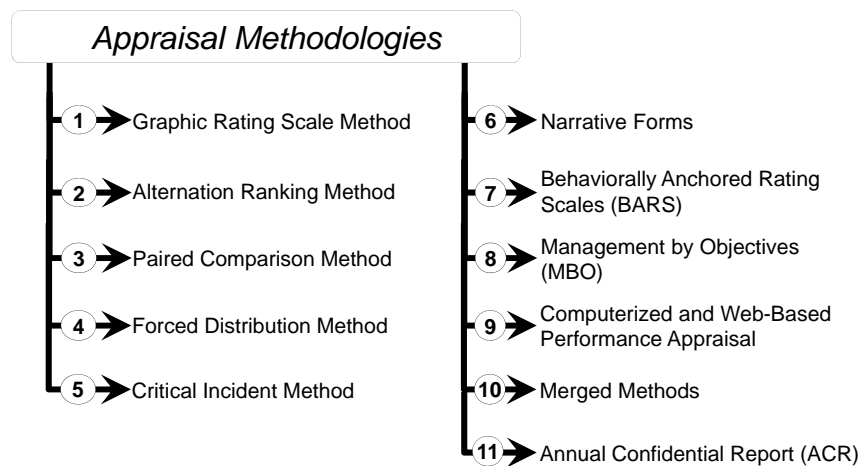 Appraisal Methodologies
1 Graphic Rating Scale Method
2 Alternation Ranking Method
3 Paired Comparison Method
4 Forced Distribution Method
5 Critical Incident Method
6 Narrative Forms
7 Behaviorally Anchored Rating
Scales (BARS)
8 Management by Objectives
(MBO)
9 Computerized and Web-Based
Performance Appraisal
10 Merged Methods
11 Annual Confidential Report (ACR)